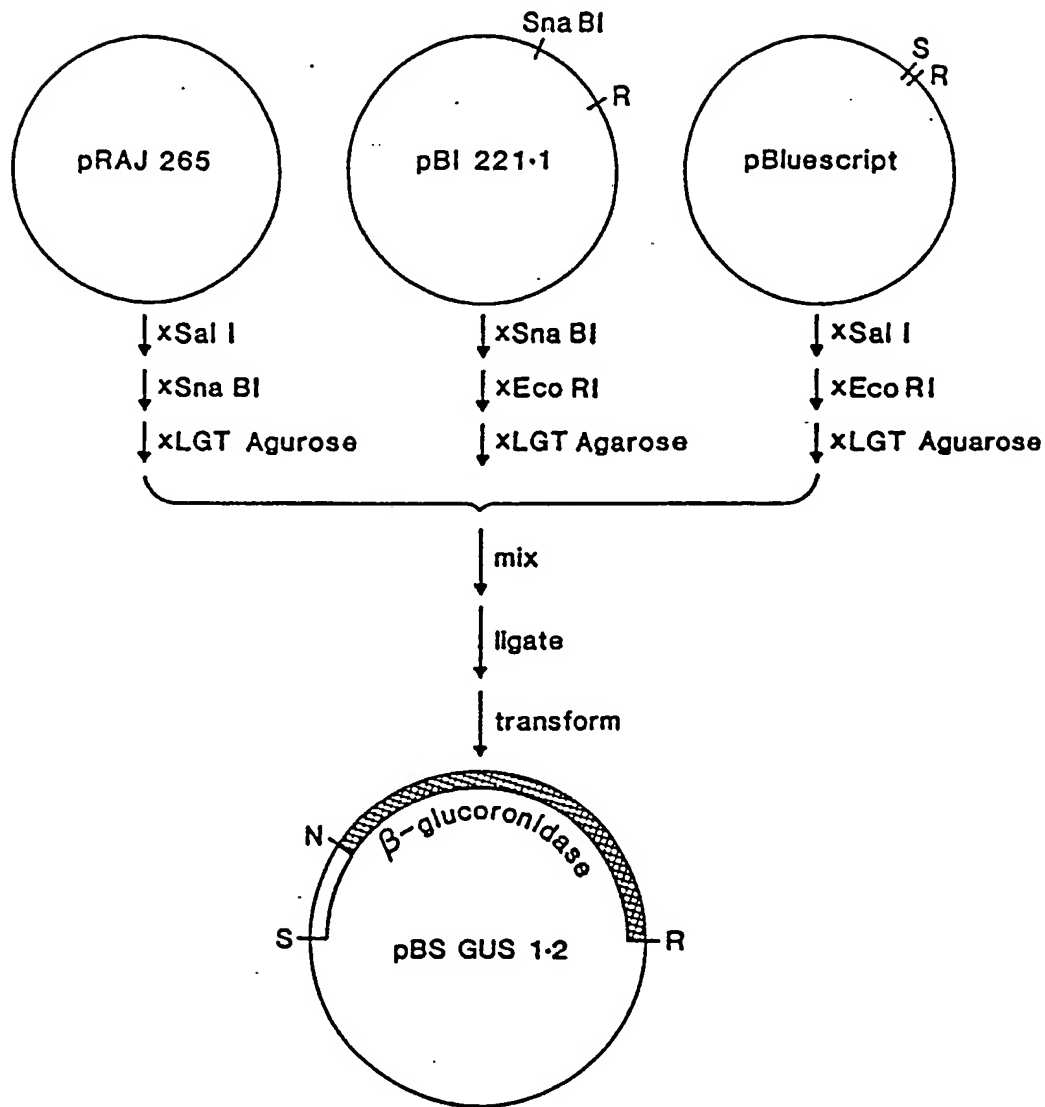 Sna BI
S
R
R
pRAJ 265
pBI 221·1
pBluescript
xSal I
xSna BI
xSal I
xSna BI
xEco RI
xEco RI
xLGT Agurose
xLGT Agarose
xLGT Aguarose
mix
ligate
transform
N
β-glucoronidase
S
pBS GUS 1·2
R